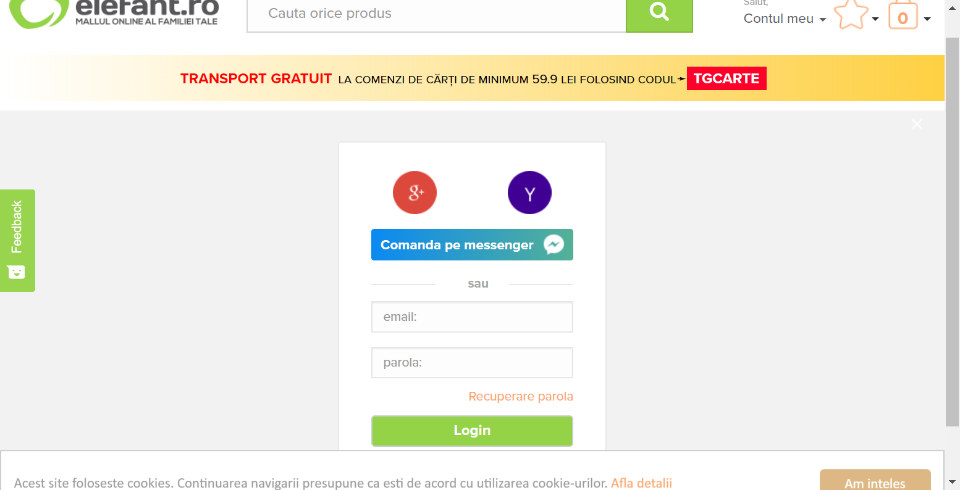 elefant.ro
MALLUL ONLINE AL FAMILIEI TALE
Cauta orice produs
Salut,
Contul meu
0
TRANSPORT GRATUIT LA COMENZI DE CĂRȚI DE MINIMUM 59.9 LEI FOLOSIND CODUL TGCARTE
Feedback
g+
Y
Comanda pe messenger
sau
email:
parola:
Recuperare parola
Login
Acest site foloseste cookies. Continuarea navigarii presupune ca esti de acord cu utilizarea cookie-urilor. Afla detalii
Am inteles